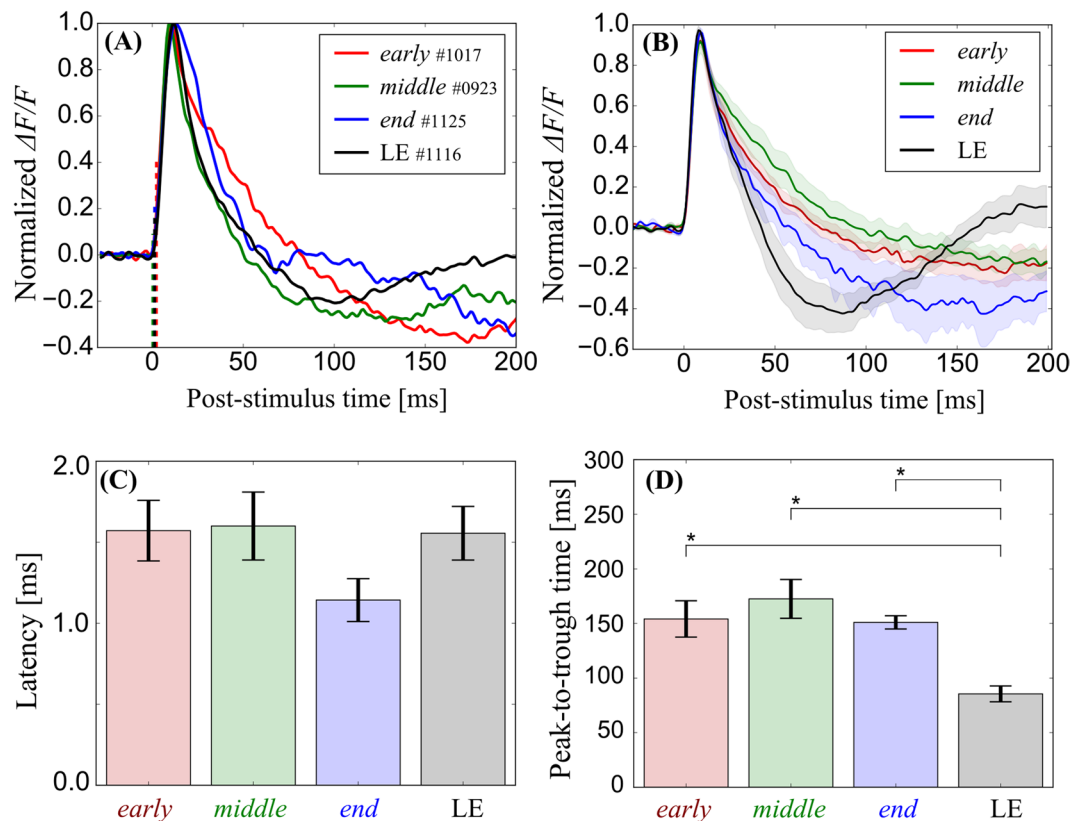 (A)
early #1017
middle #0923
end #1125
LE #1116
Normalized ΔF/F
1.0
0.8
0.6
0.4
0.2
0.0
−0.2
−0.4
0 50 100 150 200
Post-stimulus time [ms]
(B)
early
middle
end
LE
Normalized ΔF/F
1.0
0.8
0.6
0.4
0.2
0.0
−0.2
−0.4
−0.6
0 50 100 150 200
Post-stimulus time [ms]
(C)
Latency [ms]
2.0
1.0
0.0
early middle end LE
(D)
Peak-to-trough time [ms]
300
250
200
150
100
50
0
*
*
*
early middle end LE